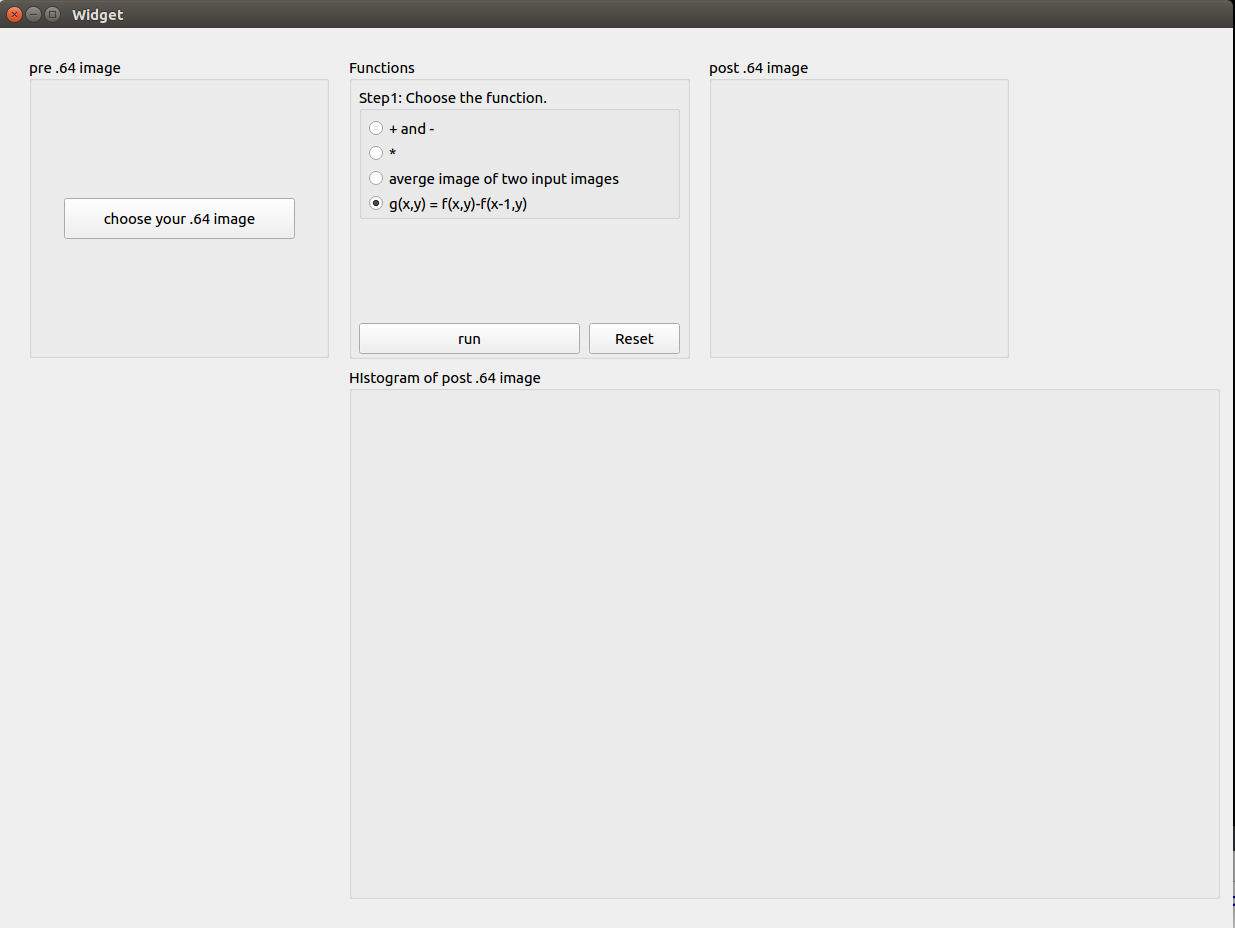 Widget
pre .64 image
choose your .64 image
Functions
Step1: Choose the function.
+ and -
*
averge image of two input images
g(x,y) = f(x,y)-f(x-1,y)
run
Reset
post .64 image
HIstogram of post .64 image